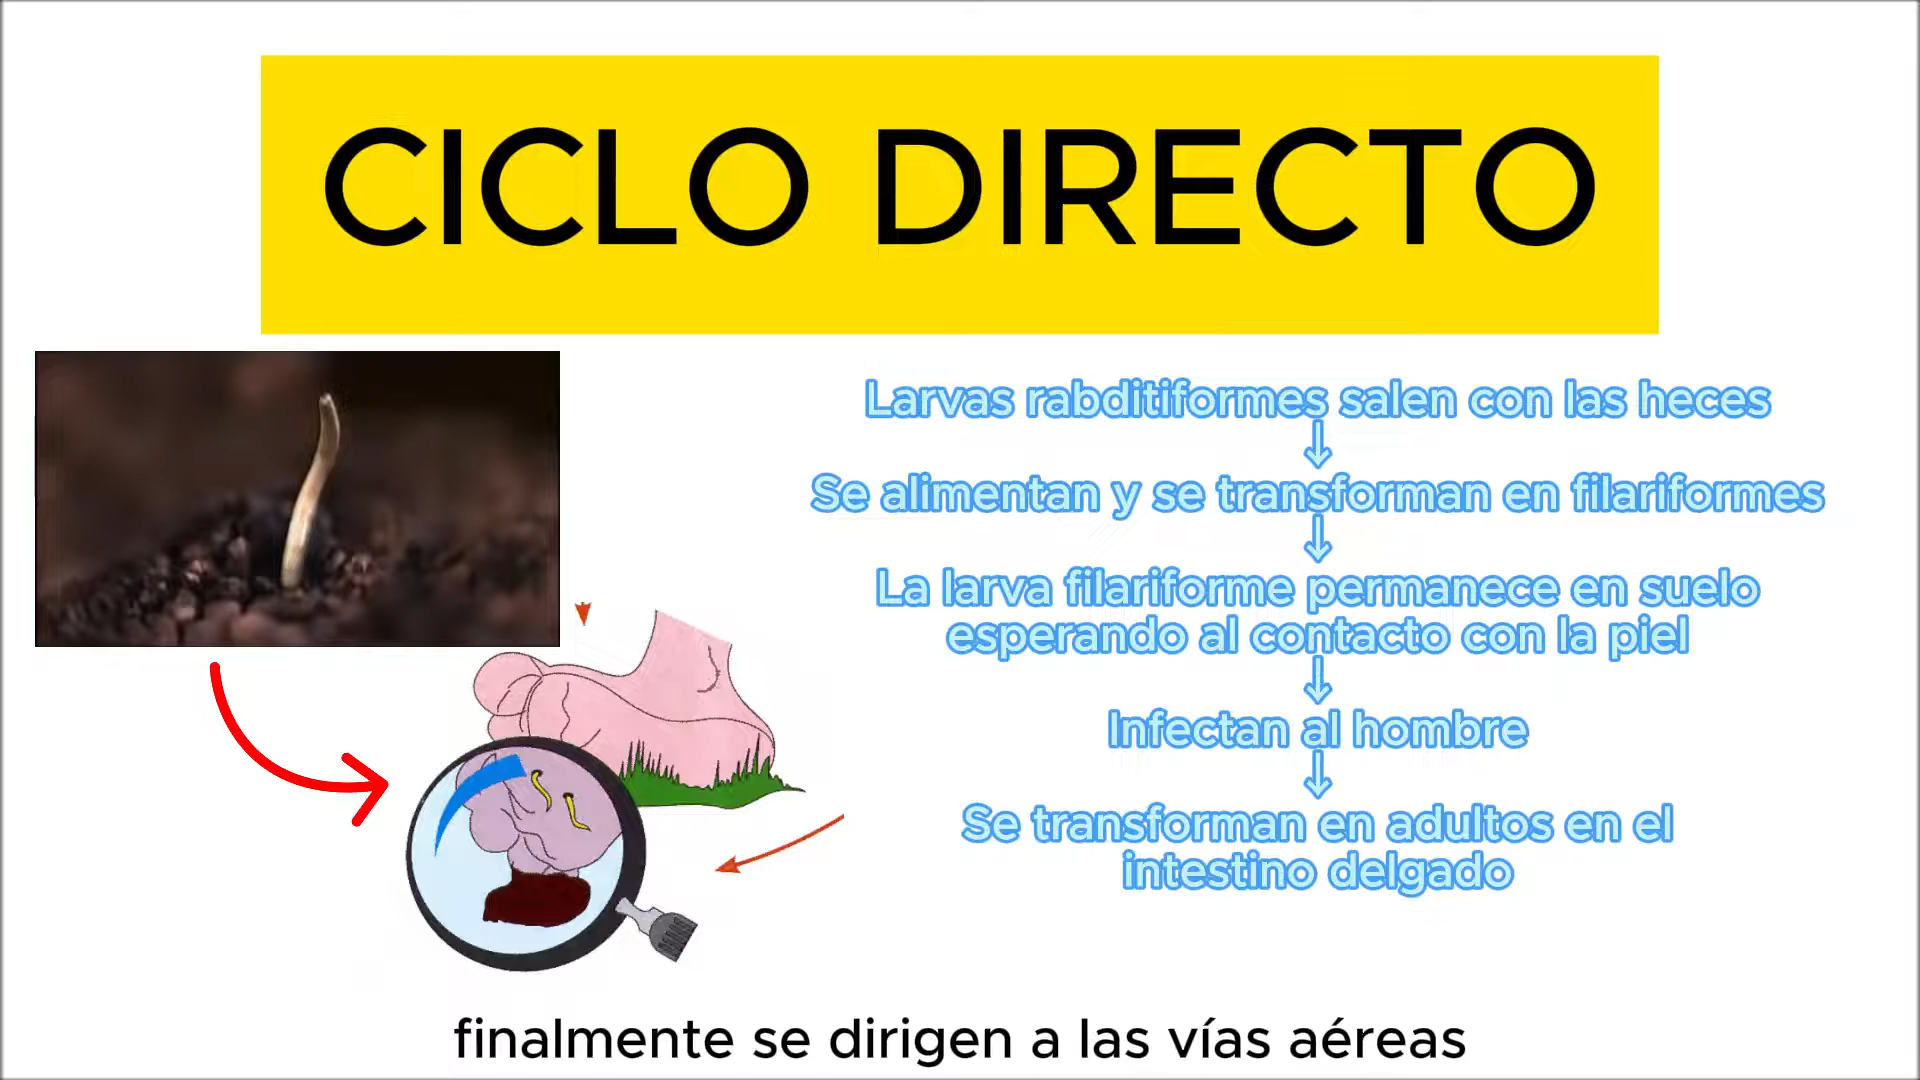 CICLO DIRECTO
Larvas rabditiformes salen con las heces
Se alimentan y se transforman en filariformes
La larva filariforme permanece en suelo
esperando al contacto con la piel
Infectan al hombre
Se transforman en adultos en el
intestino delgado
finalmente se dirigen a las vías aéreas